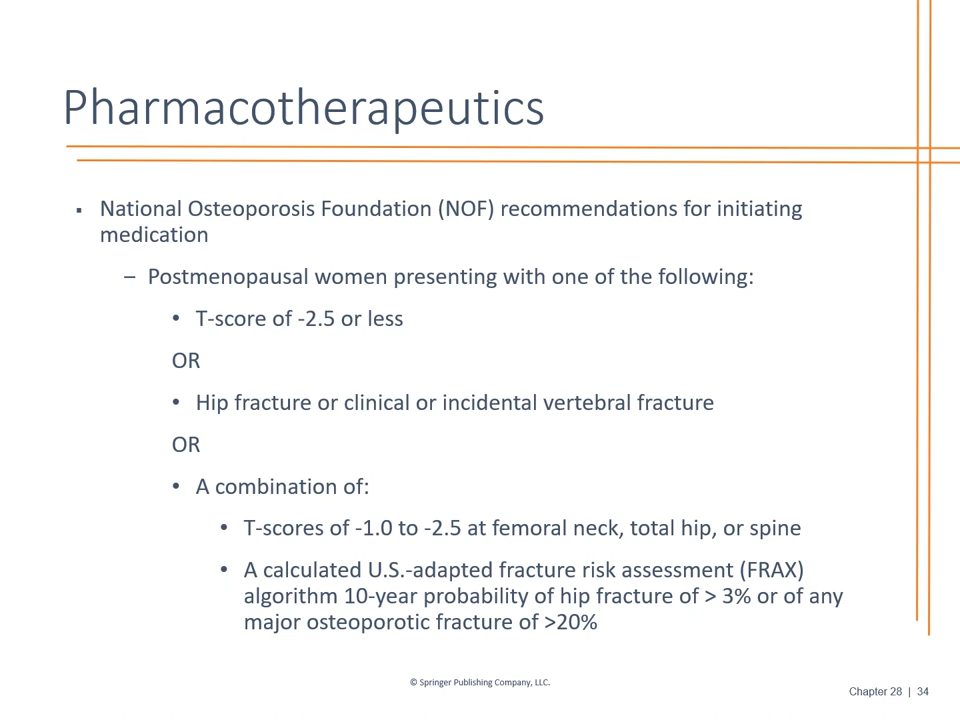 Pharmacotherapeutics
▪ National Osteoporosis Foundation (NOF) recommendations for initiating
medication
– Postmenopausal women presenting with one of the following:
• T-score of -2.5 or less
OR
• Hip fracture or clinical or incidental vertebral fracture
OR
• A combination of:
• T-scores of -1.0 to -2.5 at femoral neck, total hip, or spine
• A calculated U.S.-adapted fracture risk assessment (FRAX)
algorithm 10-year probability of hip fracture of > 3% or of any
major osteoporotic fracture of >20%
© Springer Publishing Company, LLC.
Chapter 28 | 34